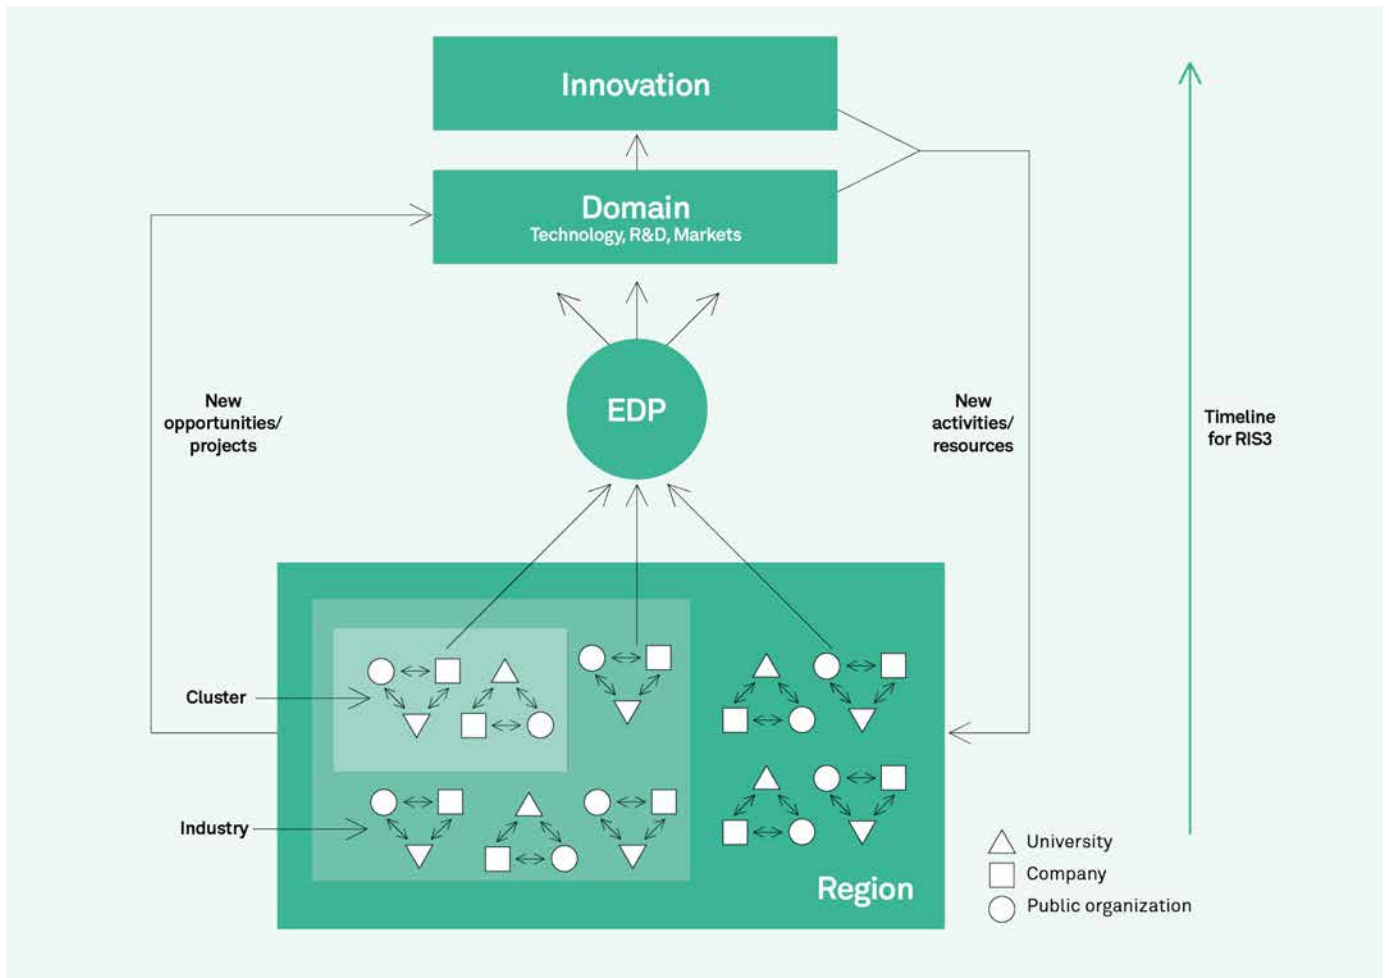 Innovation
Domain
Technology, R&D, Markets
EDP
New
opportunities/
projects
New
activities/
resources
Timeline
for RIS3
Cluster
Industry
Region
University
Company
Public organization